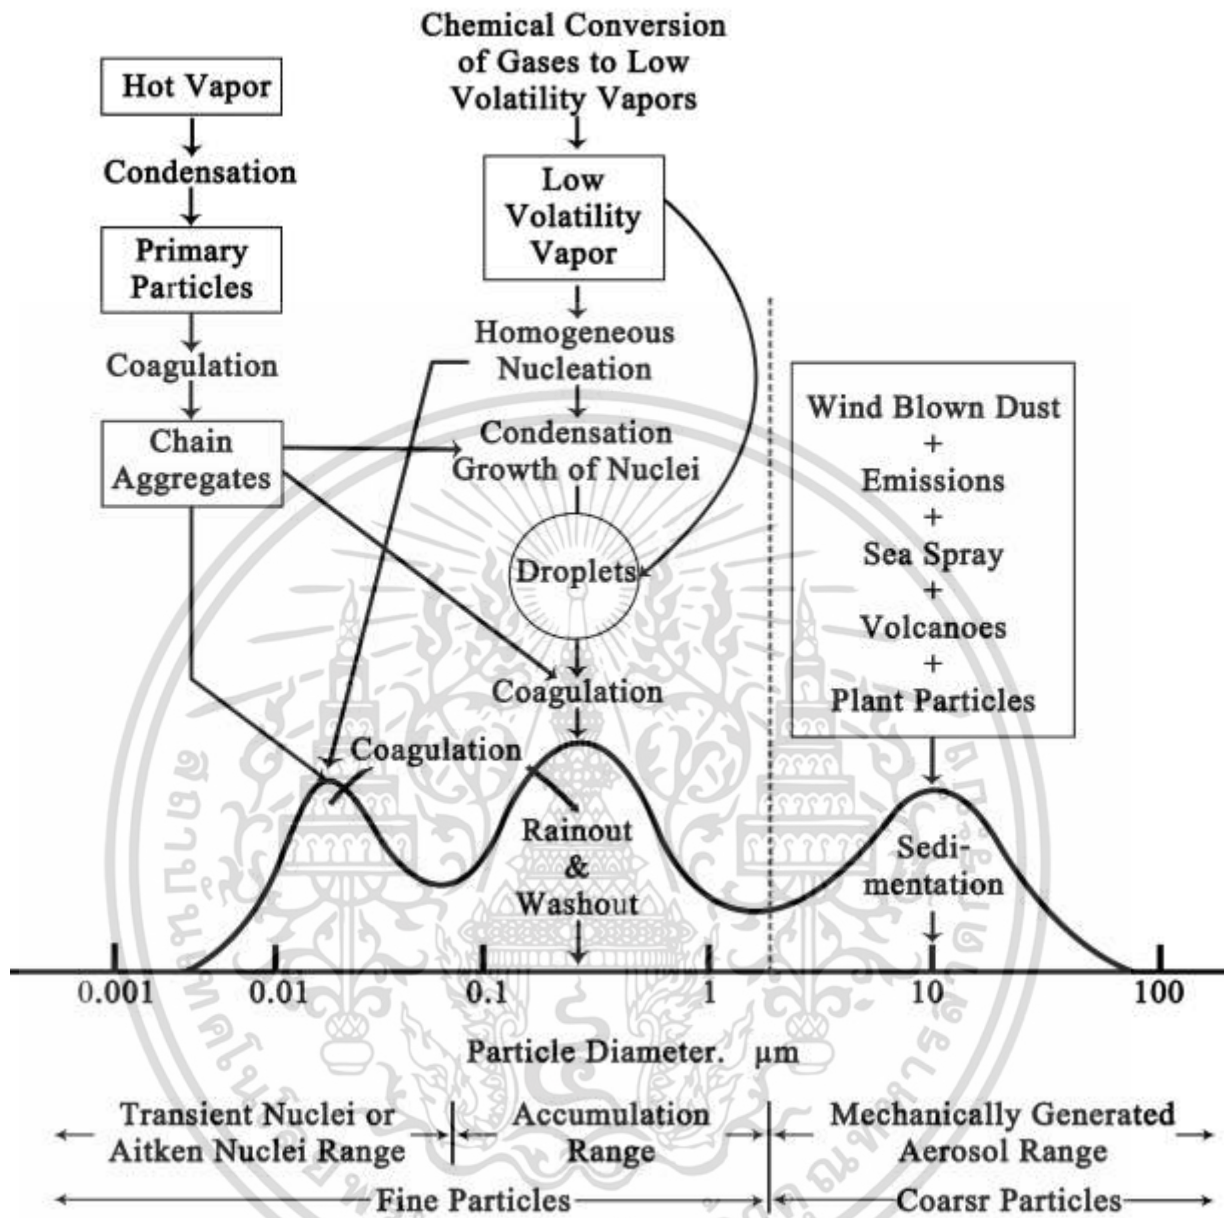 Chemical Conversion
of Gases to Low
Volatility Vapors
Hot Vapor
Condensation
Primary
Particles
Coagulation
Chain
Aggregates
Low
Volatility
Vapor
Homogeneous
Nucleation
Condensation
Growth of Nuclei
Droplets
Coagulation
Coagulation
Rainout
&
Washout
Wind Blown Dust
+
Emissions
+
Sea Spray
+
Volcanoes
+
Plant Particles
Sedi-
mentation
0.001 0.01 0.1 1 10 100
Particle Diameter. μm
Transient Nuclei or
Aitken Nuclei Range
Accumulation
Range
Mechanically Generated
Aerosol Range
Fine Particles
Coarsr Particles